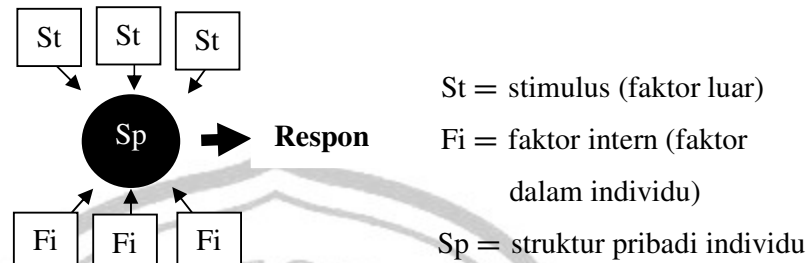 St St St
St = stimulus (faktor luar)
Sp Respon
Fi = faktor intern (faktor
dalam individu)
Fi Fi Fi
Sp = struktur pribadi individu